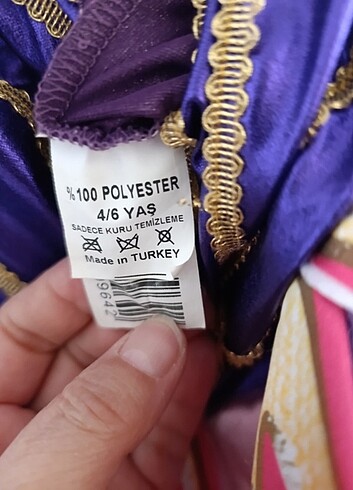 %100 POLYESTER
4/6 YAŞ
SADECE KURU TEMİZLEME
Made in TURKEY
9642